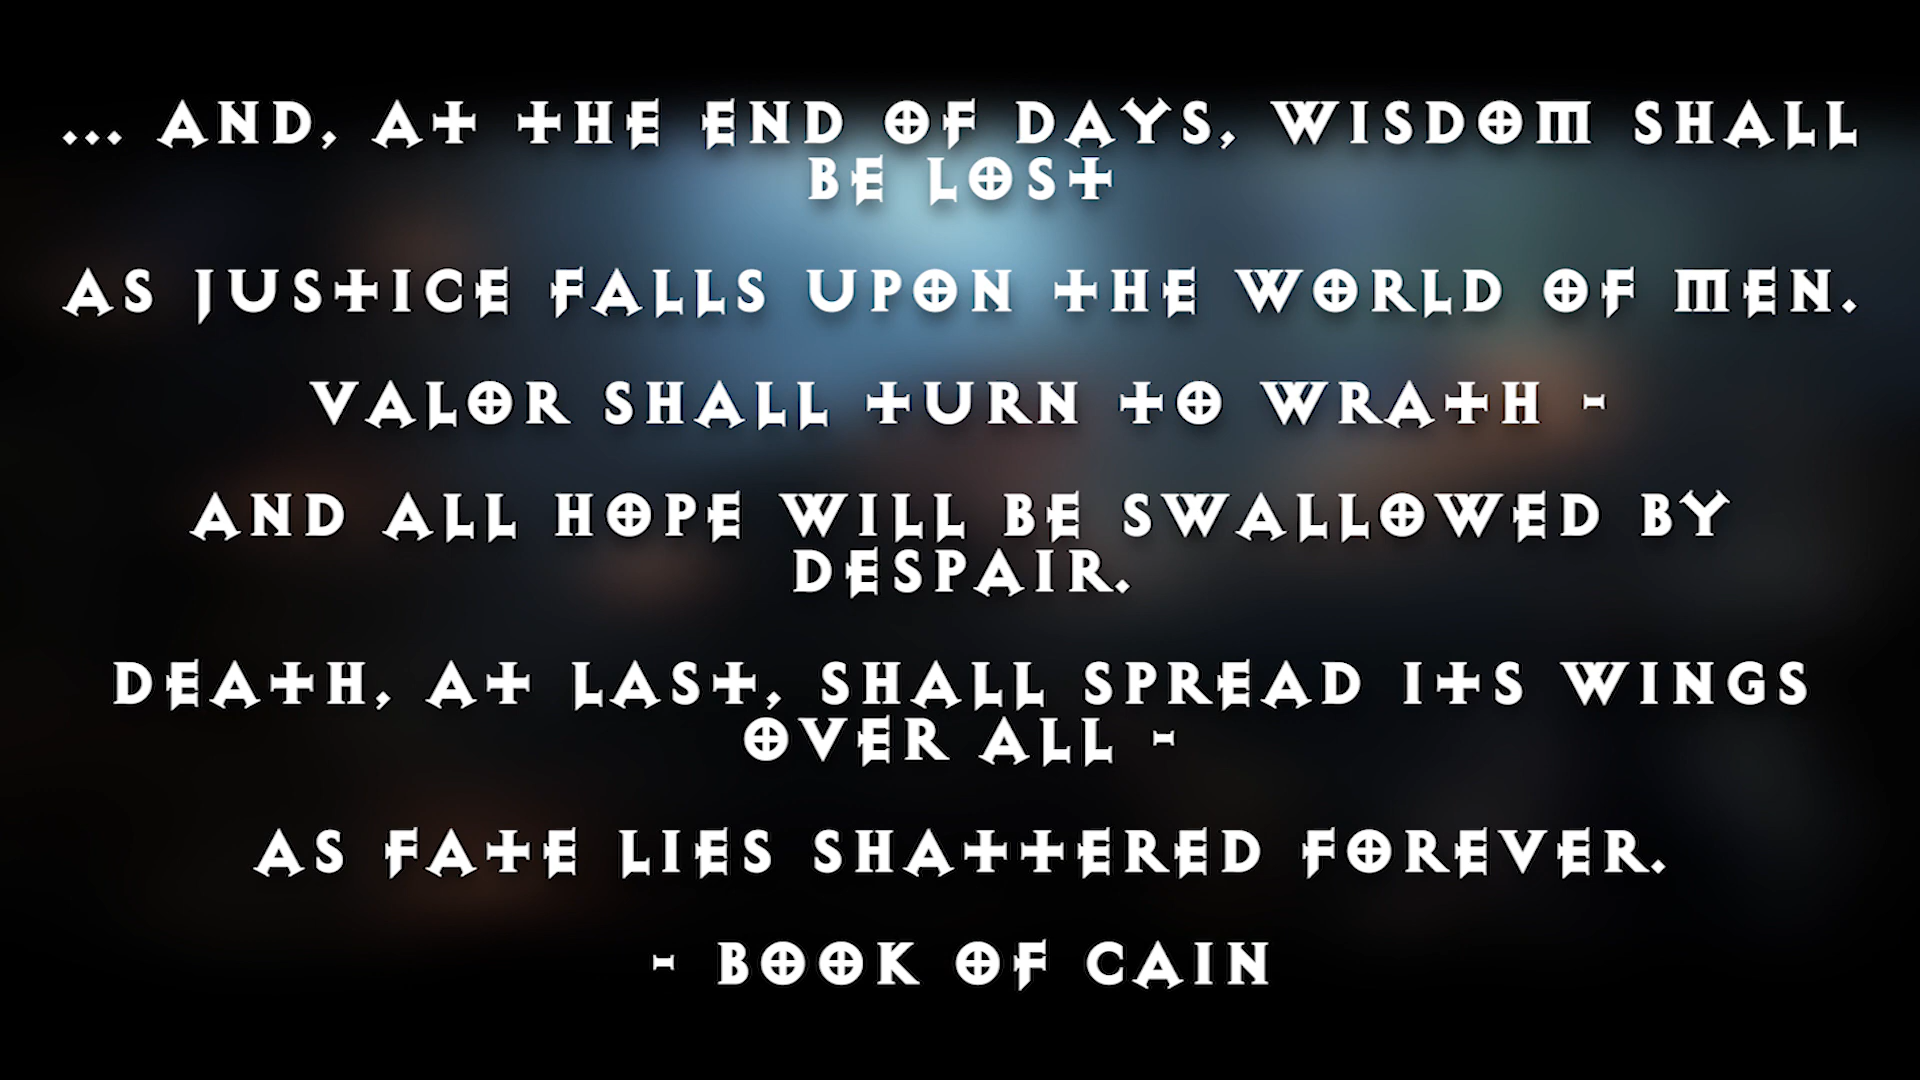 ... AND, AT THE END OF DAYS, WISDOM SHALL
BE LOST
AS JUSTICE FALLS UPON THE WORLD OF MEN.
VALOR SHALL TURN TO WRATH -
AND ALL HOPE WILL BE SWALLOWED BY
DESPAIR.
DEATH, AT LAST, SHALL SPREAD ITS WINGS
OVER ALL -
AS FATE LIES SHATTERED FOREVER.
- BOOK OF CAIN